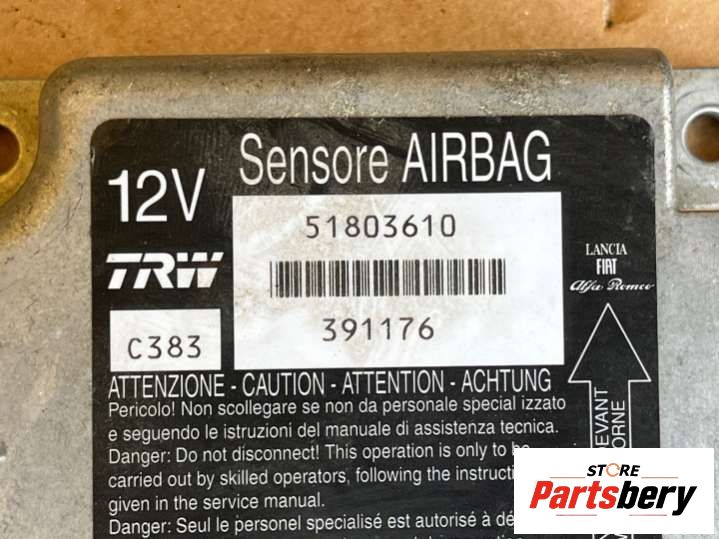 Sensore AIRBAG
12V
51803610
TRW
391176
C383
LANCIA
FIAT
Alfa Romeo
ATTENZIONE - CAUTION - ATTENTION - ACHTUNG
Pericolo! Non scollegare se non da personale special izzato
e seguendo le istruzioni del manuale di assistenza tecnica.
Danger: Do not disconnect! This operation is only to be
carried out by skilled operators, following the instruction
given in the service manual.
Danger: Seul le personel spécialisé est autorisé à dé
STORE
Partsbery